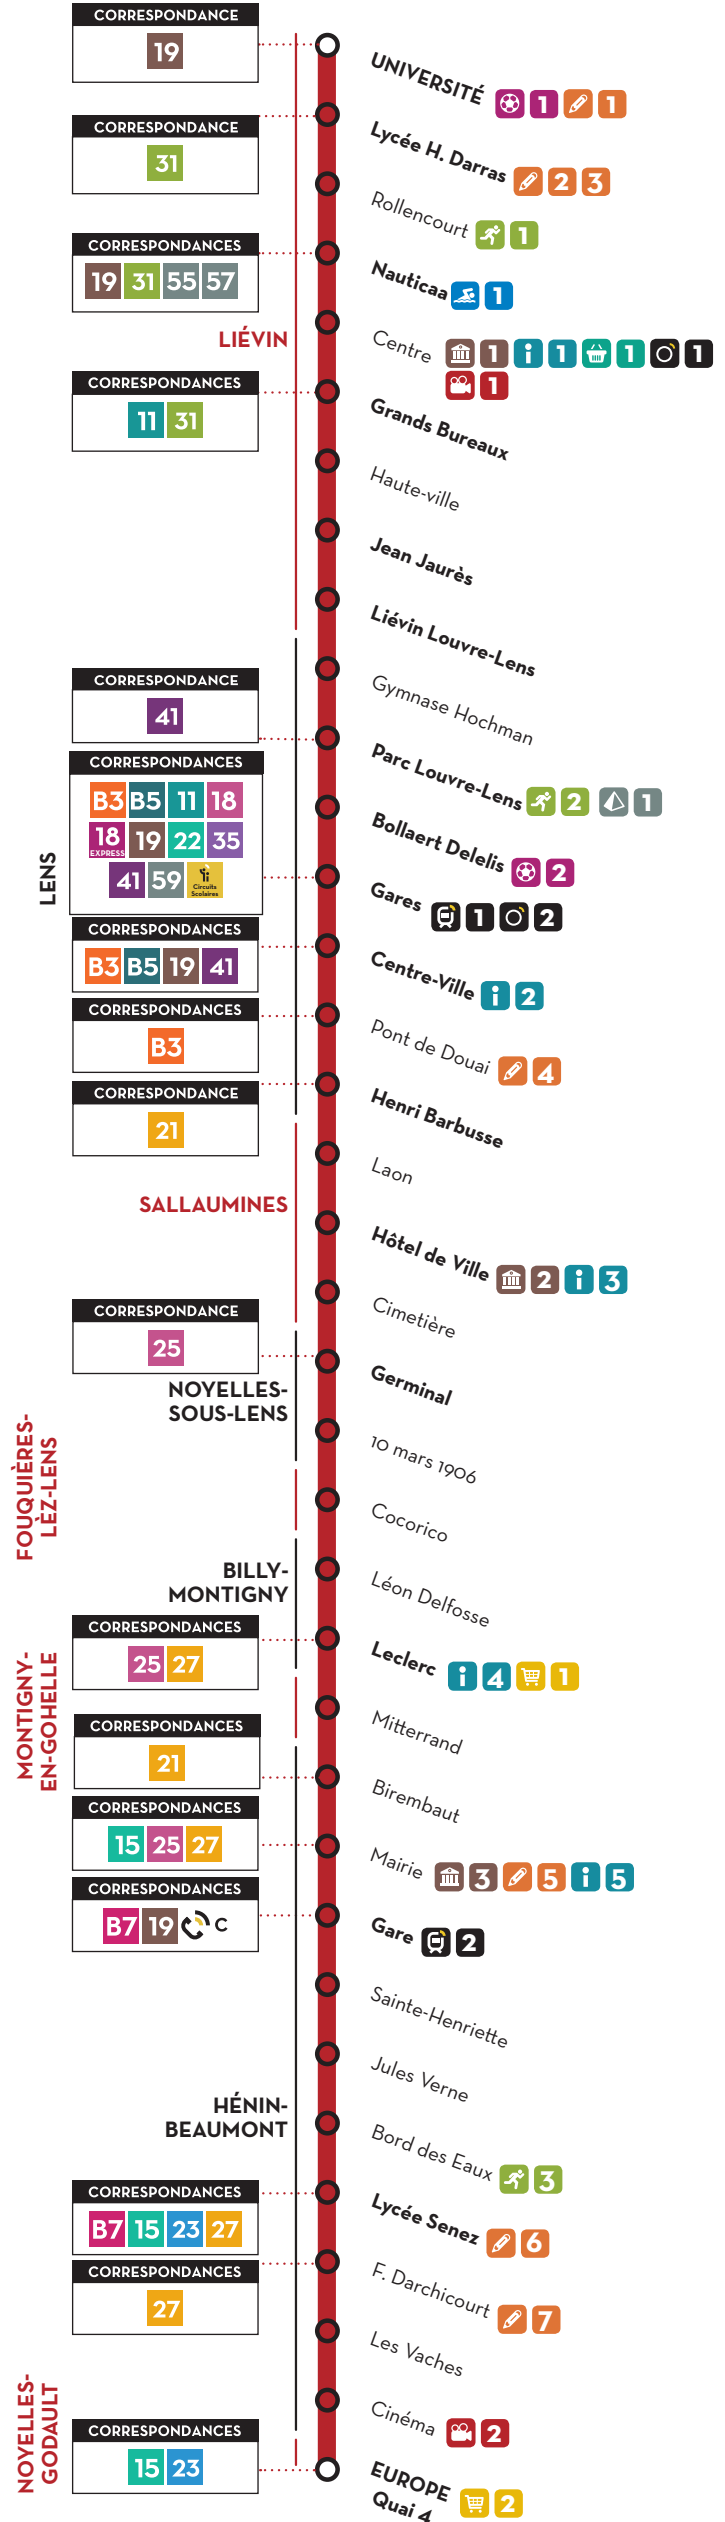 CORRESPONDANCE
19
UNIVERSITÉ 1 1
CORRESPONDANCE
31
Lycée H. Darras 2 3
Rollencourt 1
CORRESPONDANCES
19 31 55 57
Nauticaa 1
LIÉVIN
Centre 1 i 1 1 1
1
CORRESPONDANCES
11 31
Grands Bureaux
Haute-ville
Jean Jaurès
Liévin Louvre-Lens
CORRESPONDANCE
41
Gymnase Hochman
Parc Louvre-Lens 2 1
CORRESPONDANCES
B3 B5 11 18
18 EXPRESS 19 22 35
41 59 Circuits Scolaires
LENS
Bollaert Delelis 2
Gares 1 2
CORRESPONDANCES
B3 B5 19 41
Centre-Ville i 2
CORRESPONDANCES
B3
Pont de Douai 4
CORRESPONDANCE
21
Henri Barbusse
Laon
SALLAUMINES
Hôtel de Ville 2 i 3
Cimetière
CORRESPONDANCE
25
Germinal
NOYELLES-
SOUS-LENS
10 mars 1906
FOUQUIÈRES-
LÈZ-LENS
Cocorico
BILLY-
MONTIGNY
Léon Delfosse
CORRESPONDANCES
25 27
Leclerc i 4 1
MONTIGNY-
EN-GOHELLE
Mitterrand
CORRESPONDANCES
21
Birembaut
CORRESPONDANCES
15 25 27
Mairie 3 5 i 5
CORRESPONDANCES
B7 19 C
Gare 2
Sainte-Henriette
Jules Verne
HÉNIN-
BEAUMONT
Bord des Eaux 3
CORRESPONDANCES
B7 15 23 27
Lycée Senez 6
CORRESPONDANCES
27
F. Darchicourt 7
Les Vaches
Cinéma 2
NOYELLES-
GODAULT
CORRESPONDANCES
15 23
EUROPE 2
Quai 4